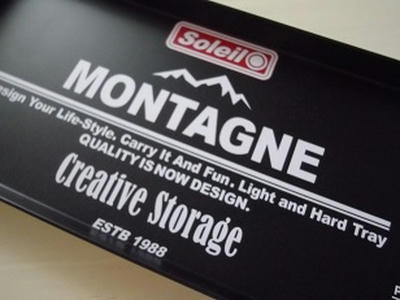 Soleil
MONTAGNE
esign Your Life-Style. Carry It And Fun. Light and Hard Tray
QUALITY IS NOW DESIGN.
Creative Storage
ESTB 1988